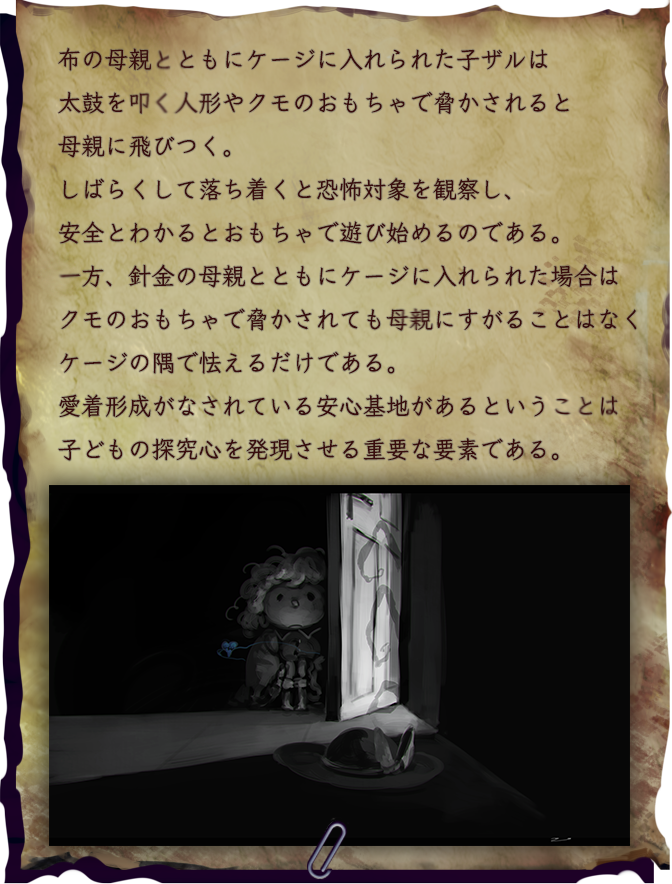 布の母親とともにケージに入れられた子ザルは
太鼓を叩く人形やクモのおもちゃで脅かされると
母親に飛びつく。
しばらくして落ち着くと恐怖対象を観察し、
安全とわかるとおもちゃで遊び始めるのである。
一方、針金の母親とともにケージに入れられた場合は
クモのおもちゃで脅かされても母親にすがることはなく
ケージの隅で怯えるだけである。
愛着形成がなされている安心基地があるということは
子どもの探究心を発現させる重要な要素である。